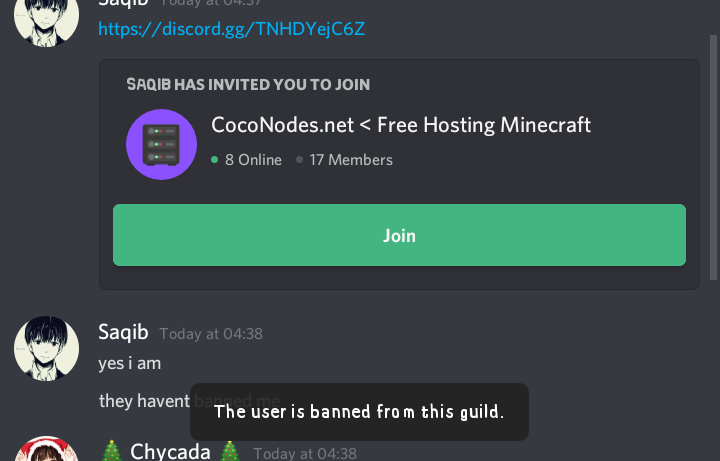 Saqib Today at 04:37
https://discord.gg/TNHDYejC6Z
SAQIB HAS INVITED YOU TO JOIN
CocoNodes.net < Free Hosting Minecraft
8 Online 17 Members
Join
Saqib Today at 04:38
yes i am
they havent banned me
The user is banned from this guild.
🎄 Chycada 🎄 Today at 04:38